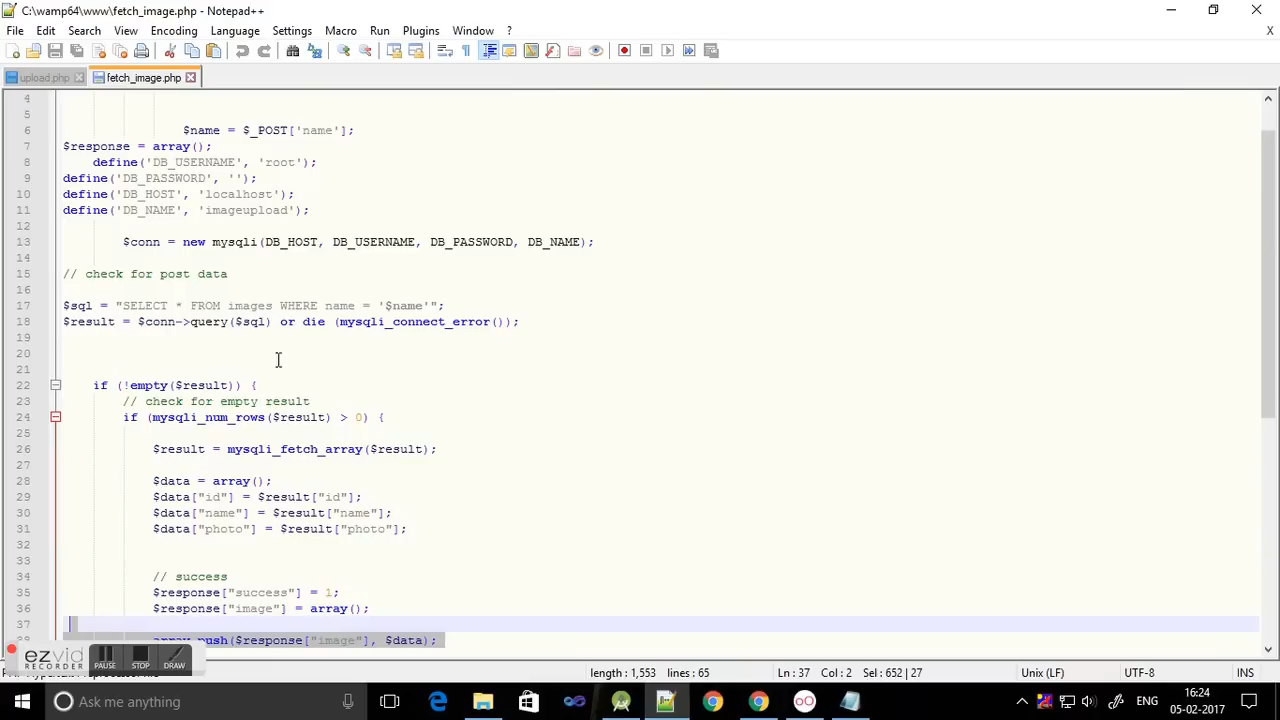 C:\wamp64\www\fetch_image.php - Notepad++
File Edit Search View Encoding Language Settings Macro Run Plugins Window ? X
upload.php fetch_image.php
4
5
6 $name = $_POST['name'];
7 $response = array();
8 define('DB_USERNAME', 'root');
9 define('DB_PASSWORD', '');
10 define('DB_HOST', 'localhost');
11 define('DB_NAME', 'imageupload');
12
13 $conn = new mysqli(DB_HOST, DB_USERNAME, DB_PASSWORD, DB_NAME);
14
15 // check for post data
16
17 $sql = "SELECT * FROM images WHERE name = '$name'";
18 $result = $conn->query($sql) or die (mysqli_connect_error());
19
20
21
22 if (!empty($result)) {
23 // check for empty result
24 if (mysqli_num_rows($result) > 0) {
25
26 $result = mysqli_fetch_array($result);
27
28 $data = array();
29 $data["id"] = $result["id"];
30 $data["name"] = $result["name"];
31 $data["photo"] = $result["photo"];
32
33
34 // success
35 $response["success"] = 1;
36 $response["image"] = array();
37
38 array_push($response["image"], $data);
ezvid
RECORDER
PAUSE STOP DRAW
length : 1,553 lines : 65 Ln : 37 Col : 2 Sel : 652 | 27 Unix (LF) UTF-8 INS
Ask me anything
ENG
16:24
05-02-2017